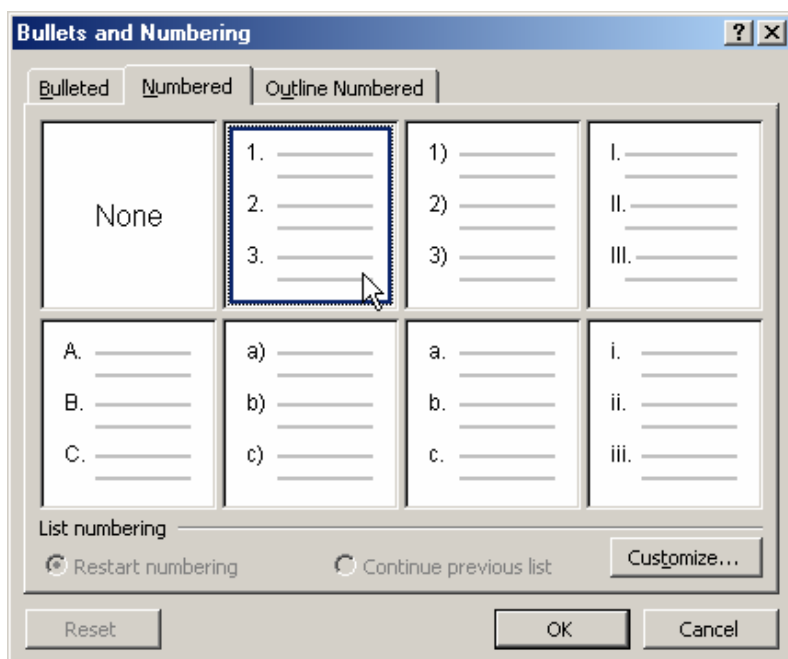 Bullets and Numbering
Bulleted Numbered Outline Numbered
None
1.
2.
3.
1)
2)
3)
I.
II.
III.
A.
B.
C.
a)
b)
c)
a.
b.
c.
i.
ii.
iii.
List numbering
Restart numbering Continue previous list Customize...
Reset OK Cancel